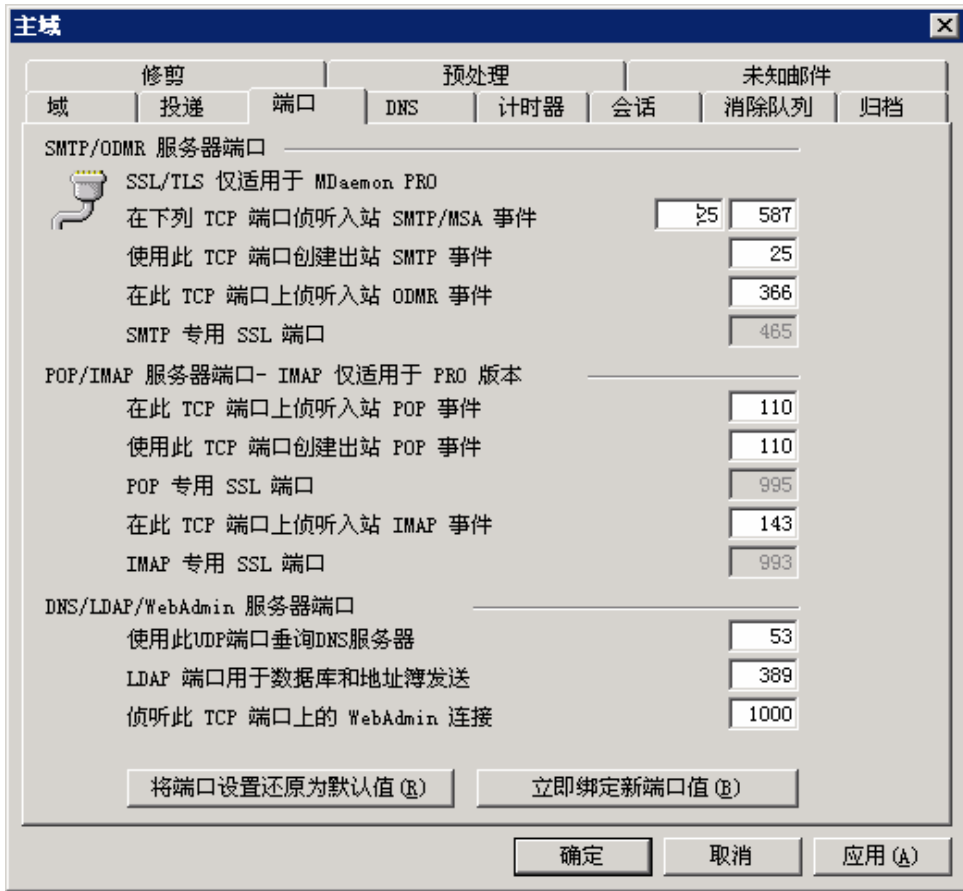 主域
修剪 预处理 未知邮件
域 投递 端口 DNS 计时器 会话 消除队列 归档
SMTP/ODMR 服务器端口
SSL/TLS 仅适用于 MDaemon PRO
在下列 TCP 端口侦听入站 SMTP/MSA 事件 25 587
使用此 TCP 端口创建出站 SMTP 事件 25
在此 TCP 端口上侦听入站 ODMR 事件 366
SMTP 专用 SSL 端口 465
POP/IMAP 服务器端口- IMAP 仅适用于 PRO 版本
在此 TCP 端口上侦听入站 POP 事件 110
使用此 TCP 端口创建出站 POP 事件 110
POP 专用 SSL 端口 995
在此 TCP 端口上侦听入站 IMAP 事件 143
IMAP 专用 SSL 端口 993
DNS/LDAP/WebAdmin 服务器端口
使用此UDP端口垂询DNS服务器 53
LDAP 端口用于数据库和地址簿发送 389
侦听此 TCP 端口上的 WebAdmin 连接 1000
将端口设置还原为默认值(R) 立即绑定新端口值(B)
确定 取消 应用(A)